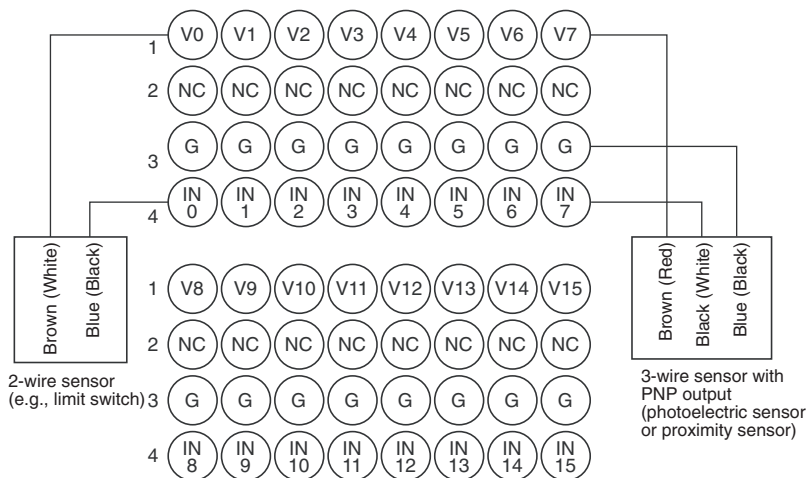 1 V0 V1 V2 V3 V4 V5 V6 V7
2 NC NC NC NC NC NC NC NC
3 G G G G G G G G
4 IN 0 IN 1 IN 2 IN 3 IN 4 IN 5 IN 6 IN 7
Brown (White)
Blue (Black)
2-wire sensor
(e.g., limit switch)
Brown (Red)
Black (White)
Blue (Black)
3-wire sensor with
PNP output
(photoelectric sensor
or proximity sensor)
1 V8 V9 V10 V11 V12 V13 V14 V15
2 NC NC NC NC NC NC NC NC
3 G G G G G G G G
4 IN 8 IN 9 IN 10 IN 11 IN 12 IN 13 IN 14 IN 15